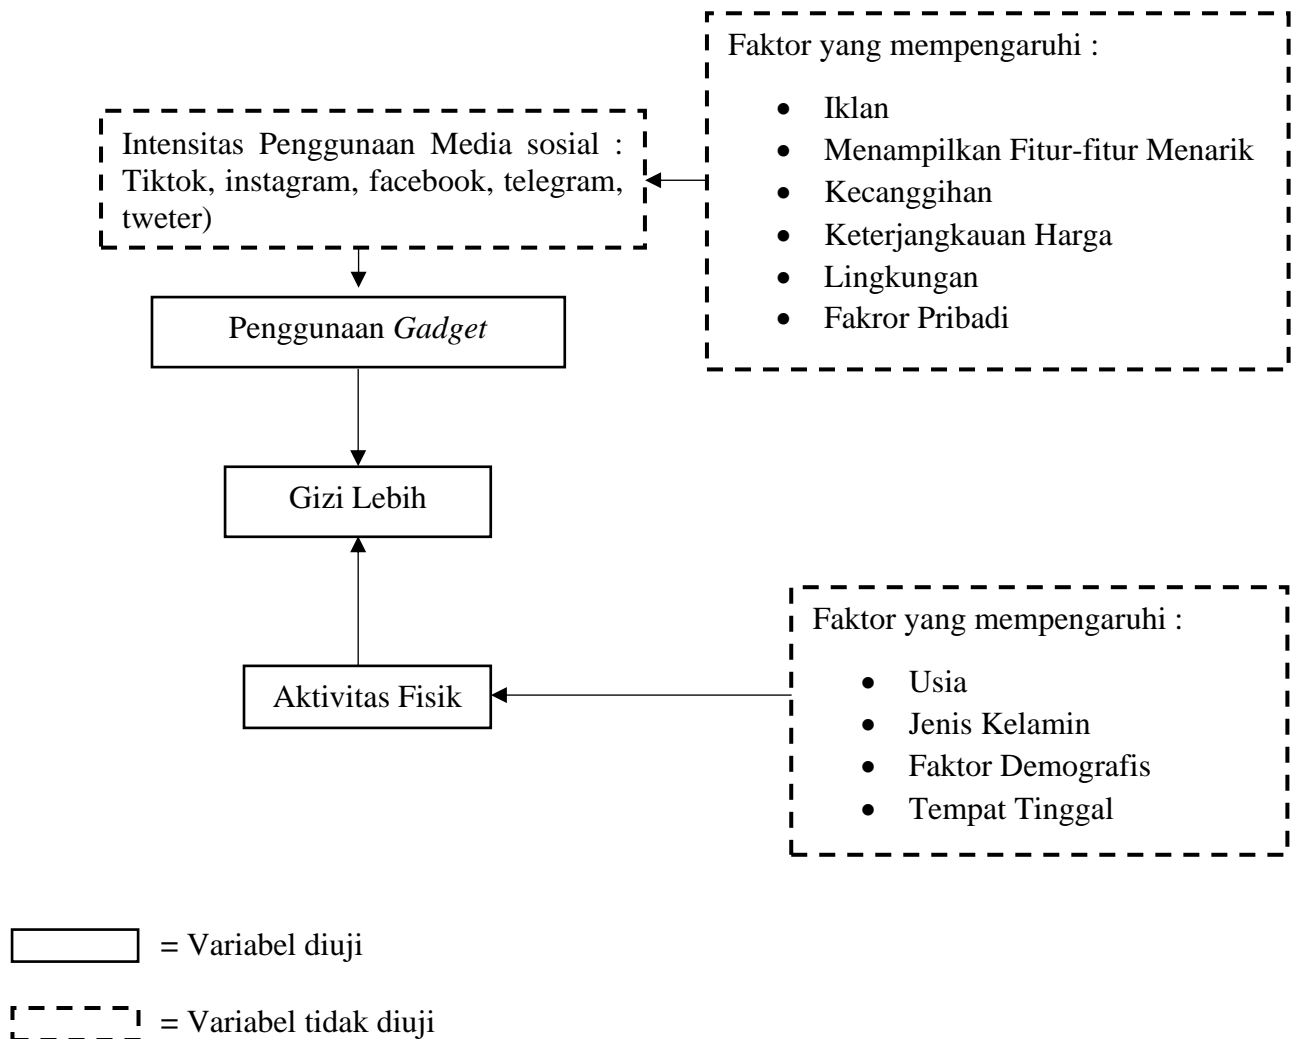 Faktor yang mempengaruhi :
• Iklan
• Menampilkan Fitur-fitur Menarik
• Kecanggihan
• Keterjangkauan Harga
• Lingkungan
• Fakror Pribadi
Intensitas Penggunaan Media sosial :
Tiktok, instagram, facebook, telegram,
tweter)
Penggunaan Gadget
Gizi Lebih
Aktivitas Fisik
Faktor yang mempengaruhi :
• Usia
• Jenis Kelamin
• Faktor Demografis
• Tempat Tinggal
= Variabel diuji
= Variabel tidak diuji